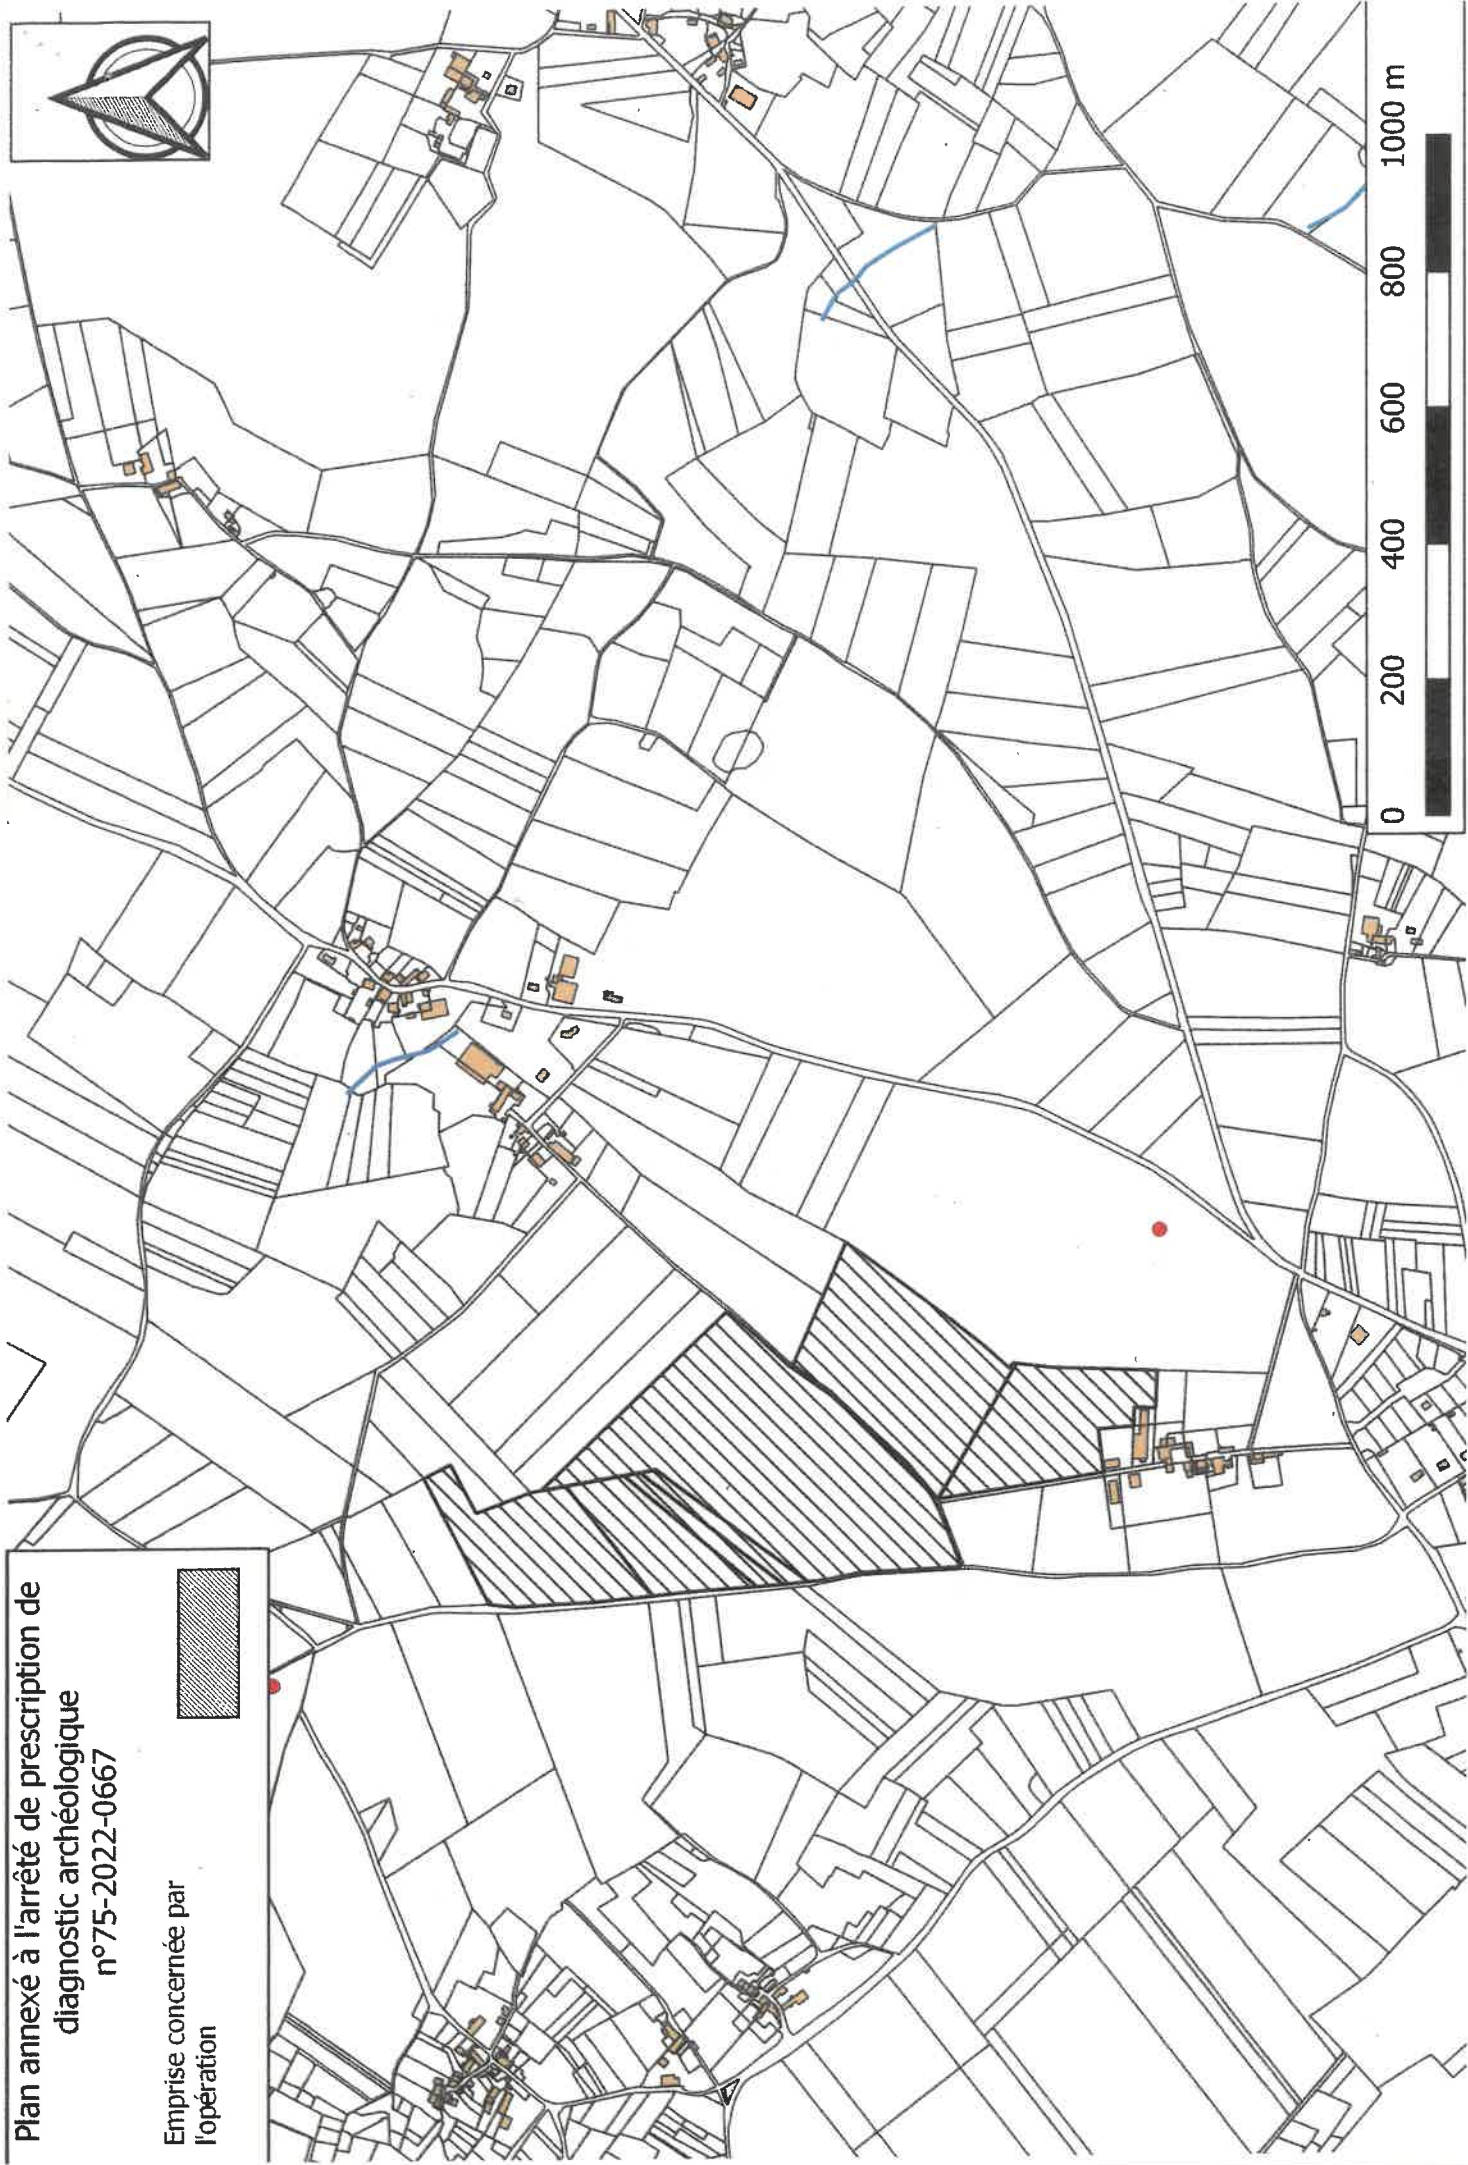 Plan annexé à l'arrêté de prescription de
diagnostic archéologique
n°75-2022-0667
Emprise concernée par
l'opération
0 200 400 600 800 1000 m